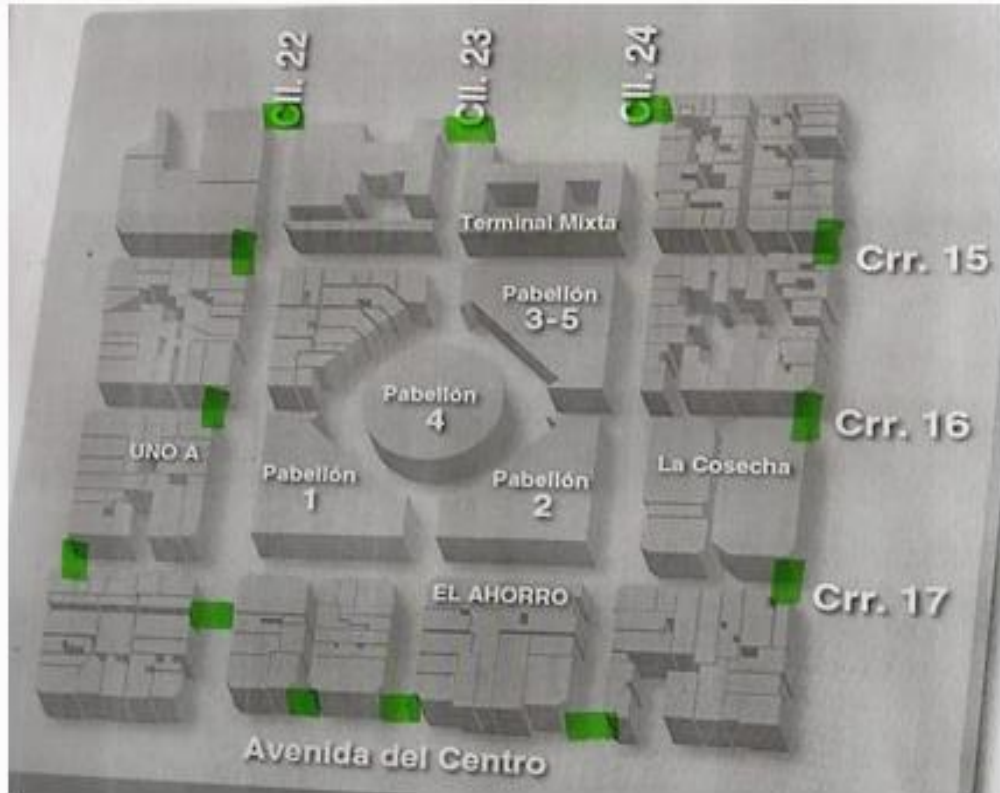 Cll. 22
Cll. 23
Cll. 24
Terminal Mixta
Crr. 15
Pabellón
3-5
Pabellón
4
Crr. 16
UNO A
La Cosecha
Pabellón
1
Pabellón
2
EL AHORRO
Crr. 17
Avenida del Centro